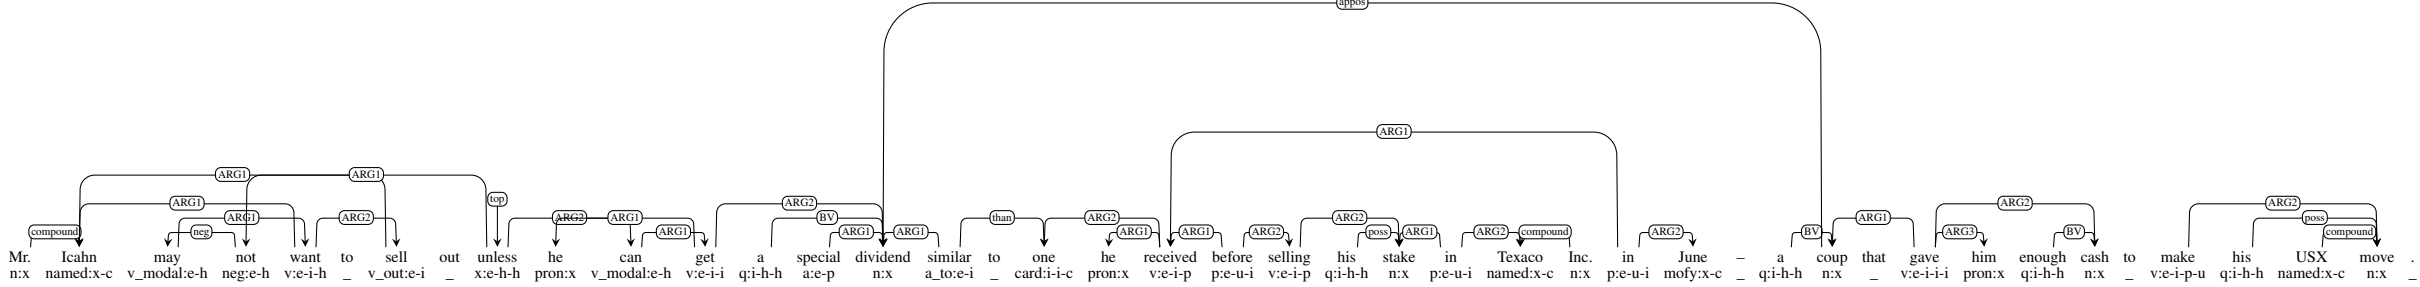 appos
ARG1
ARG1 ARG1
top
ARG1 ARG2
ARG1 ARG2 ARG2 ARG1 BV than ARG2 ARG2 ARG1 ARG2 poss
compound neg ARG1 ARG1 ARG1 ARG1 ARG1 ARG2 poss ARG1 ARG2 compound ARG2 BV ARG3 BV compound
Mr. Icahn may not want to sell out unless he can get a special dividend similar to one he received before selling his stake in Texaco Inc. in June – a coup that gave him enough cash to make his USX move .
n:x named:x-c v_modal:e-h neg:e-h v:e-i-h _ v_out:e-i _ x:e-h-h pron:x v_modal:e-h v:e-i-i q:i-h-h a:e-p n:x a_to:e-i _ card:i-i-c pron:x v:e-i-p p:e-u-i v:e-i-p q:i-h-h n:x p:e-u-i named:x-c n:x p:e-u-i mofy:x-c _ q:i-h-h n:x _ v:e-i-i-i pron:x q:i-h-h n:x _ v:e-i-p-u q:i-h-h named:x-c n:x _